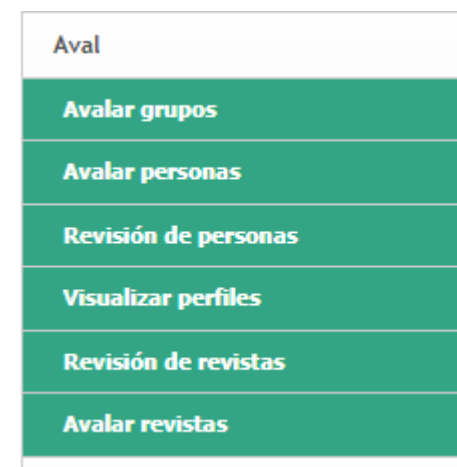 Aval
Avalar grupos
Avalar personas
Revisión de personas
Visualizar perfiles
Revisión de revistas
Avalar revistas